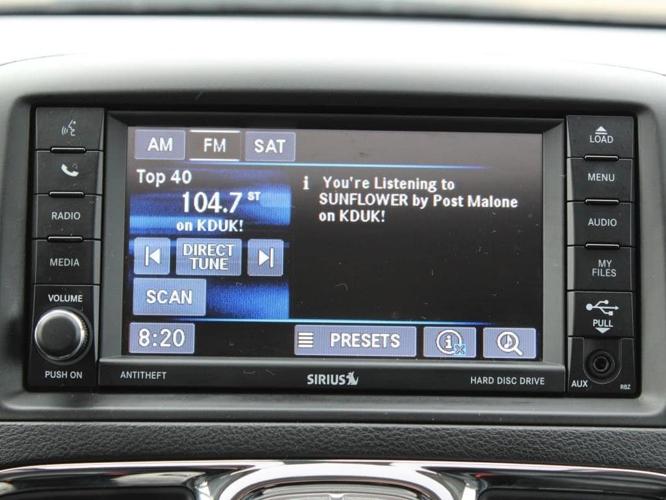 LOAD
AM FM SAT
MENU
Top 40
104.7 ST
on KDUK!
i You're Listening to
SUNFLOWER by Post Malone
on KDUK!
RADIO
AUDIO
MEDIA
DIRECT
TUNE
MY
FILES
SCAN
VOLUME
PULL
8:20
PRESETS
i
PUSH ON
ANTITHEFT
SIRIUS
HARD DISC DRIVE
AUX
RBZ